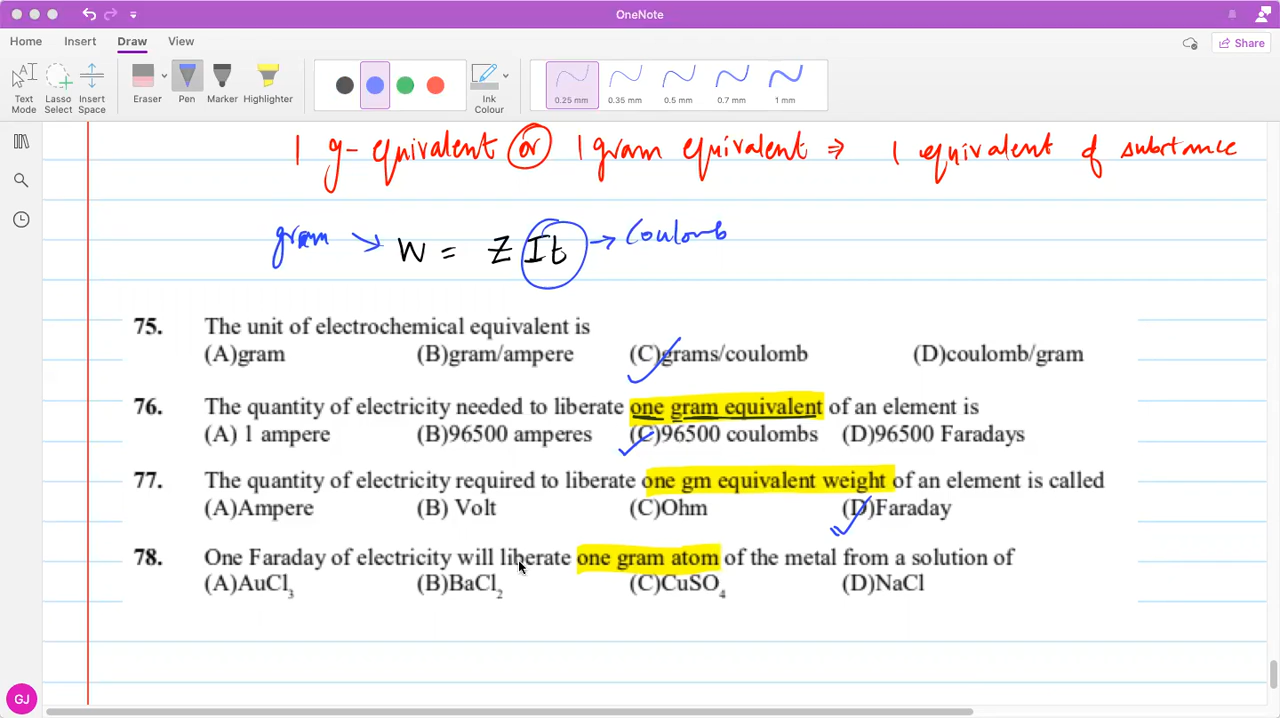 OneNote
Home Insert Draw View
Share
Text Mode
Lasso Select
Insert Space
Eraser
Pen
Marker
Highlighter
Ink Colour
0.25 mm
0.35 mm
0.5 mm
0.7 mm
1 mm
1 g-equivalent or 1 gram equivalent ⇒ 1 equivalent of substance
gram → W = Z It → Coulomb
75. The unit of electrochemical equivalent is
(A)gram (B)gram/ampere (C)grams/coulomb (D)coulomb/gram
76. The quantity of electricity needed to liberate one gram equivalent of an element is
(A) 1 ampere (B)96500 amperes (C)96500 coulombs (D)96500 Faradays
77. The quantity of electricity required to liberate one gm equivalent weight of an element is called
(A)Ampere (B) Volt (C)Ohm (D)Faraday
78. One Faraday of electricity will liberate one gram atom of the metal from a solution of
(A)AuCl₃ (B)BaCl₂ (C)CuSO₄ (D)NaCl
GJ